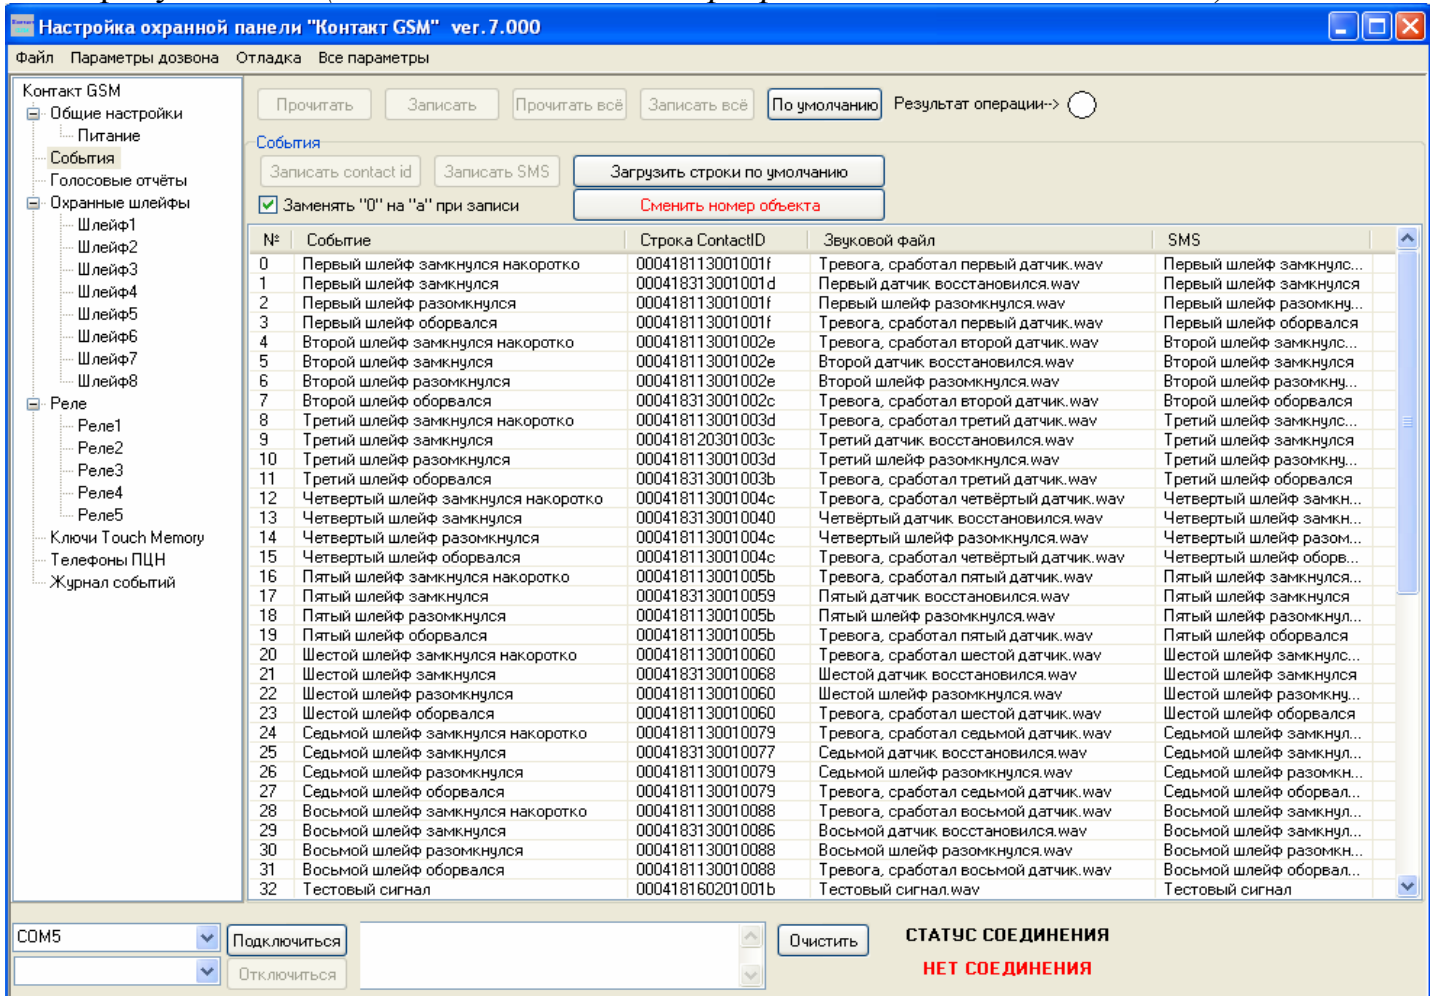 Настройка охранной панели "Контакт GSM" ver.7.000
Файл Параметры дозвона Отладка Все параметры
Контакт GSM
Общие настройки
Питание
События
Голосовые отчёты
Охранные шлейфы
Шлейф1
Шлейф2
Шлейф3
Шлейф4
Шлейф5
Шлейф6
Шлейф7
Шлейф8
Реле
Реле1
Реле2
Реле3
Реле4
Реле5
Ключи Touch Memory
Телефоны ПЦН
Журнал событий
Прочитать Записать Прочитать всё Записать всё По умолчанию Результат операции-->
События
Записать contact id Записать SMS Загрузить строки по умолчанию
Заменять "0" на "a" при записи Сменить номер объекта
№ Событие Строка ContactID Звуковой файл SMS
0 Первый шлейф замкнулся накоротко 000418113001001f Тревога, сработал первый датчик.wav Первый шлейф замкнулс...
1 Первый шлейф замкнулся 000418313001001d Первый датчик восстановился.wav Первый шлейф замкнулся
2 Первый шлейф разомкнулся 000418113001001f Первый шлейф разомкнулся.wav Первый шлейф разомкну...
3 Первый шлейф оборвался 000418113001001f Тревога, сработал первый датчик.wav Первый шлейф оборвался
4 Второй шлейф замкнулся накоротко 000418113001002e Тревога, сработал второй датчик.wav Второй шлейф замкнулс...
5 Второй шлейф замкнулся 000418113001002e Второй датчик восстановился.wav Второй шлейф замкнулся
6 Второй шлейф разомкнулся 000418113001002e Второй шлейф разомкнулся.wav Второй шлейф разомкну...
7 Второй шлейф оборвался 000418313001002c Тревога, сработал второй датчик.wav Второй шлейф оборвался
8 Третий шлейф замкнулся накоротко 000418113001003d Тревога, сработал третий датчик.wav Третий шлейф замкнулс...
9 Третий шлейф замкнулся 000418120301003c Третий датчик восстановился.wav Третий шлейф замкнулся
10 Третий шлейф разомкнулся 000418113001003d Третий шлейф разомкнулся.wav Третий шлейф разомкну...
11 Третий шлейф оборвался 000418313001003b Тревога, сработал третий датчик.wav Третий шлейф оборвался
12 Четвертый шлейф замкнулся накоротко 000418113001004c Тревога, сработал четвёртый датчик.wav Четвертый шлейф замкн...
13 Четвертый шлейф замкнулся 0004183130010040 Четвёртый датчик восстановился.wav Четвертый шлейф замкн...
14 Четвертый шлейф разомкнулся 000418113001004c Четвертый шлейф разомкнулся.wav Четвертый шлейф разом...
15 Четвертый шлейф оборвался 000418113001004c Тревога, сработал четвёртый датчик.wav Четвертый шлейф оборв...
16 Пятый шлейф замкнулся накоротко 000418113001005b Тревога, сработал пятый датчик.wav Пятый шлейф замкнулся...
17 Пятый шлейф замкнулся 0004183130010059 Пятый датчик восстановился.wav Пятый шлейф замкнулся
18 Пятый шлейф разомкнулся 000418113001005b Пятый шлейф разомкнулся.wav Пятый шлейф разомкнул...
19 Пятый шлейф оборвался 000418113001005b Тревога, сработал пятый датчик.wav Пятый шлейф оборвался
20 Шестой шлейф замкнулся накоротко 0004181130010060 Тревога, сработал шестой датчик.wav Шестой шлейф замкнулс...
21 Шестой шлейф замкнулся 0004183130010068 Шестой датчик восстановился.wav Шестой шлейф замкнулся
22 Шестой шлейф разомкнулся 0004181130010060 Шестой шлейф разомкнулся.wav Шестой шлейф разомкну...
23 Шестой шлейф оборвался 0004181130010060 Тревога, сработал шестой датчик.wav Шестой шлейф оборвался
24 Седьмой шлейф замкнулся накоротко 0004181130010079 Тревога, сработал седьмой датчик.wav Седьмой шлейф замкнул...
25 Седьмой шлейф замкнулся 0004183130010077 Седьмой датчик восстановился.wav Седьмой шлейф замкнул...
26 Седьмой шлейф разомкнулся 0004181130010079 Седьмой шлейф разомкнулся.wav Седьмой шлейф разомкн...
27 Седьмой шлейф оборвался 0004181130010079 Тревога, сработал седьмой датчик.wav Седьмой шлейф оборвал...
28 Восьмой шлейф замкнулся накоротко 0004181130010088 Тревога, сработал восьмой датчик.wav Восьмой шлейф замкнул...
29 Восьмой шлейф замкнулся 0004183130010086 Восьмой датчик восстановился.wav Восьмой шлейф замкнул...
30 Восьмой шлейф разомкнулся 0004181130010088 Восьмой шлейф разомкнулся.wav Восьмой шлейф разомкн...
31 Восьмой шлейф оборвался 0004181130010088 Тревога, сработал восьмой датчик.wav Восьмой шлейф оборвал...
32 Тестовый сигнал 000418160201001b Тестовый сигнал.wav Тестовый сигнал
COM5 Подключиться Очистить СТАТУС СОЕДИНЕНИЯ
Отключиться НЕТ СОЕДИНЕНИЯ